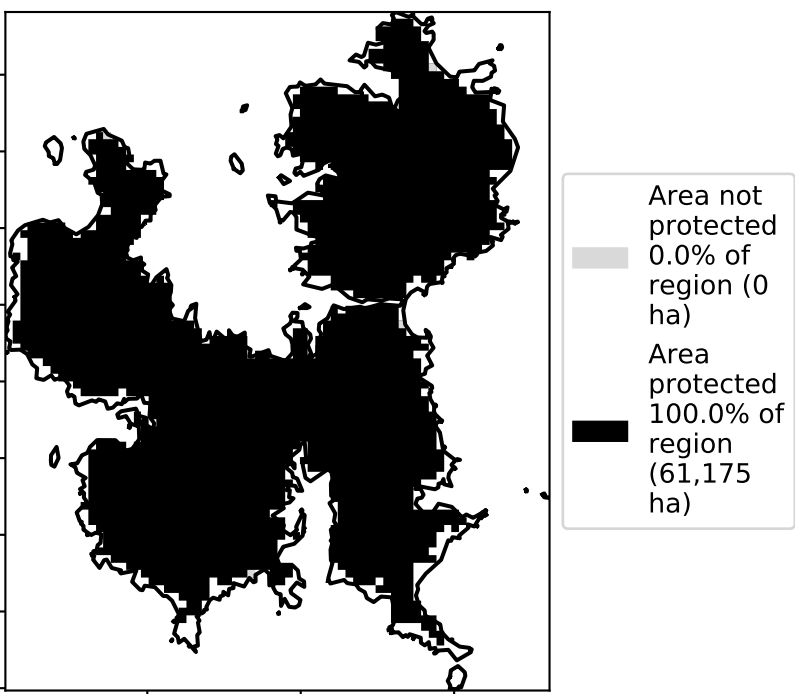 Area not
protected
0.0% of
region (0
ha)
Area
protected
100.0% of
region
(61,175
ha)